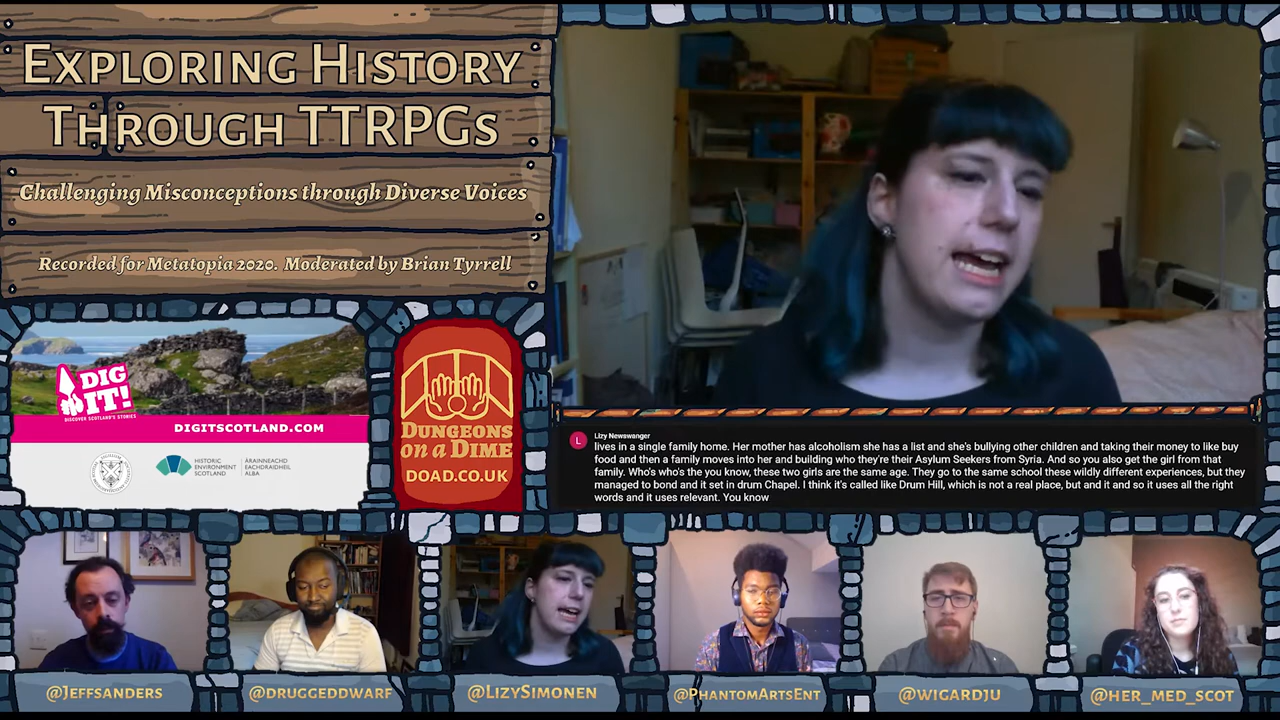 EXPLORING HISTORY
THROUGH TTRPGS
Challenging Misconceptions through Diverse Voices
Recorded for Metatopia 2020. Moderated by Brian Tyrrell
DIG
IT!
DISCOVER SCOTLAND'S STORIES
DIGITSCOTLAND.COM
HISTORIC
ENVIRONMENT
SCOTLAND
ÀRAINNEACHD
EACHDRAIDHEIL
ALBA
DUNGEONS
on a DIME
DOAD.CO.UK
L
Lizy Newswanger
lives in a single family home. Her mother has alcoholism she has a list and she's bullying other children and taking their money to like buy
food and then a family moves into her and building who they're their Asylum Seekers from Syria. And so you also get the girl from that
family. Who's who's the you know, these two girls are the same age. They go to the same school these wildly different experiences, but they
managed to bond and it set in drum Chapel. I think it's called like Drum Hill, which is not a real place, but and it and so it uses all the right
words and it uses relevant. You know
@JEFFSANDERS
@DRUGGEDDWARF
@LIZYSIMONEN
@PHANTOMARTSENT
@WIGARDJU
@HER_MED_SCOT